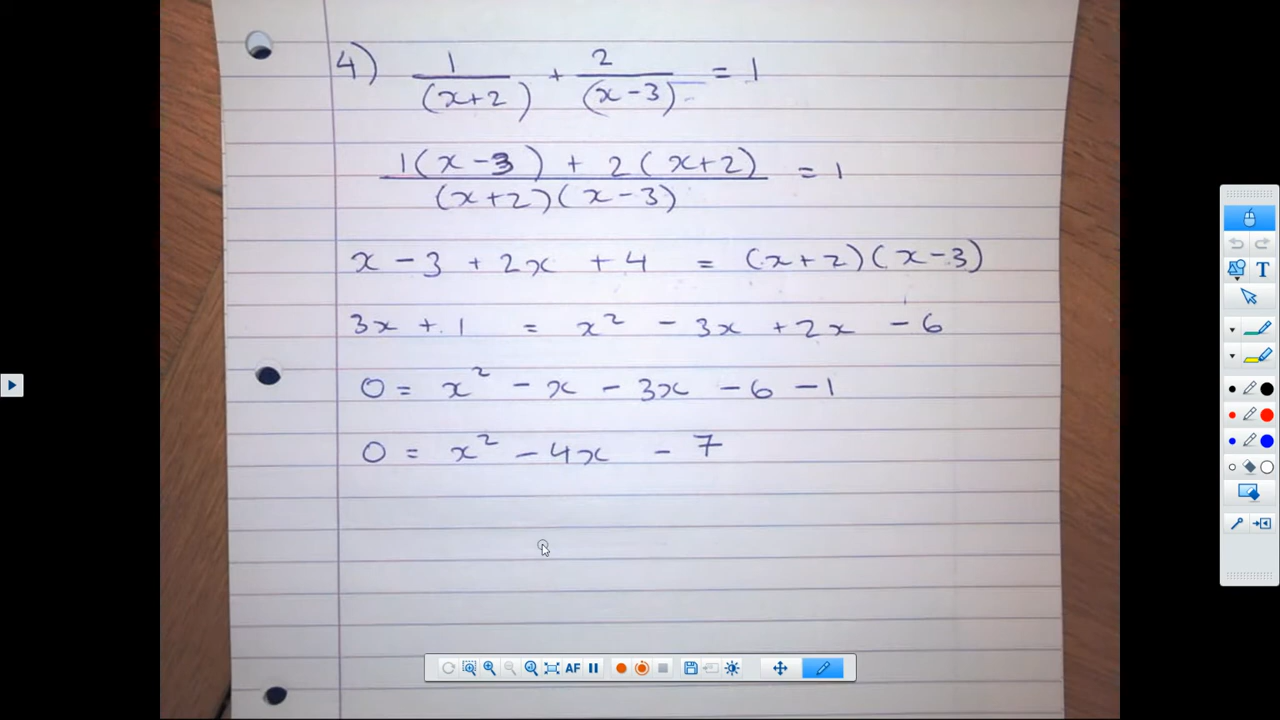 4) 1/(x+2) + 2/(x-3) = 1
1(x-3) + 2(x+2) / (x+2)(x-3) = 1
x - 3 + 2x + 4 = (x+2)(x-3)
3x + 1 = x² - 3x + 2x - 6
0 = x² - x - 3x - 6 - 1
0 = x² - 4x - 7
T
AF